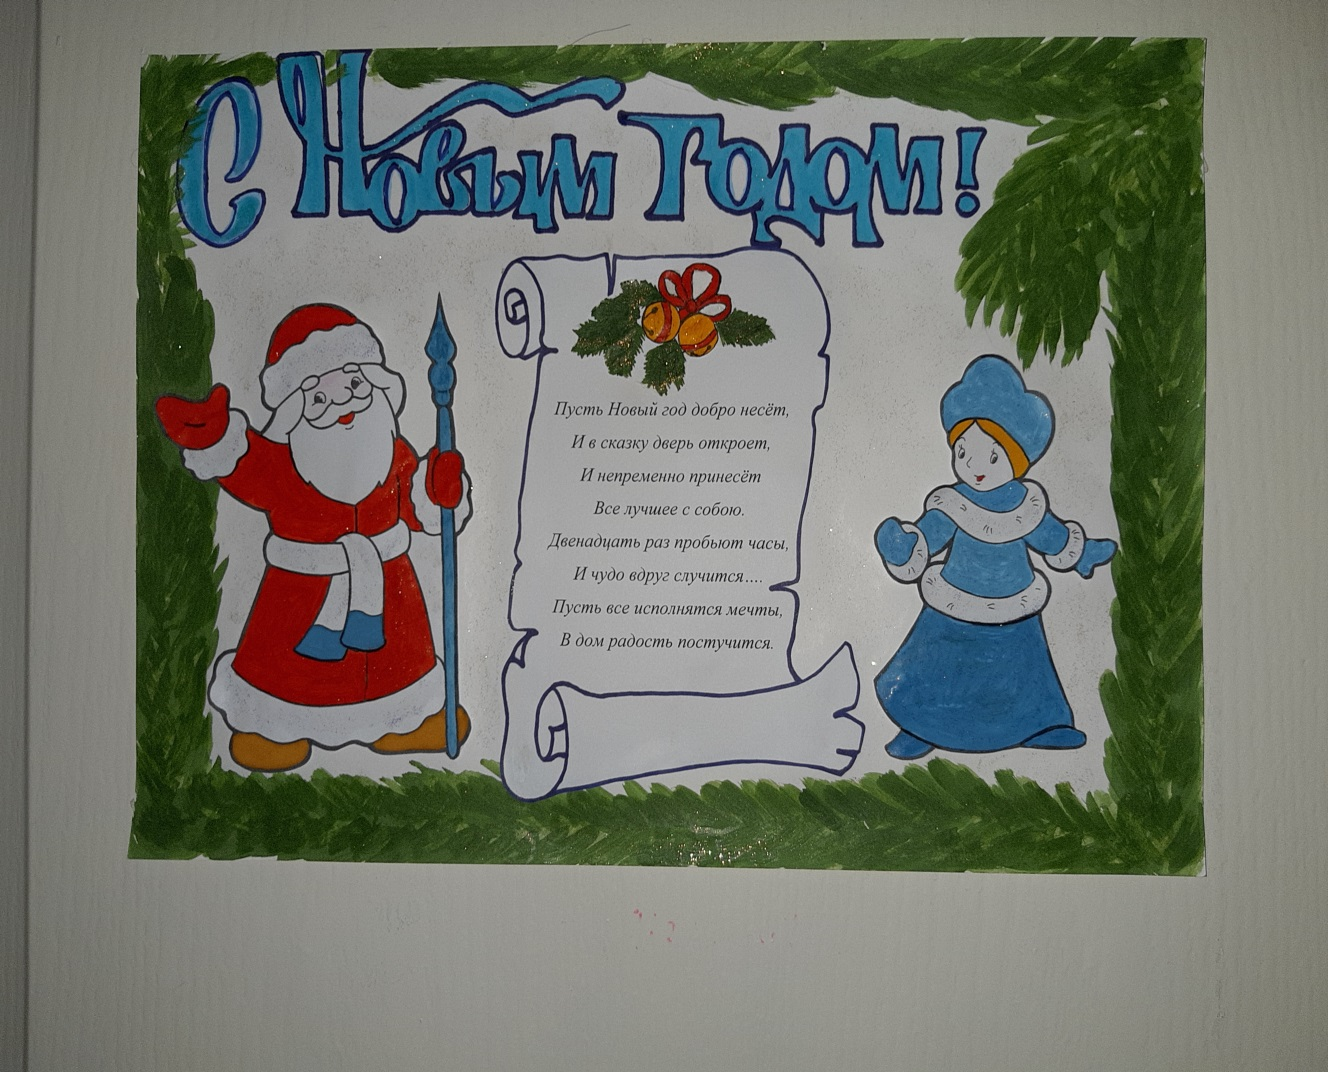 С Новым годом!
Пусть Новый год добро несёт,
И в сказку дверь откроет,
И непременно принесёт
Все лучшее с собою.
Двенадцать раз пробьют часы,
И чудо вдруг случится....
Пусть все исполнятся мечты,
В дом радость постучится.